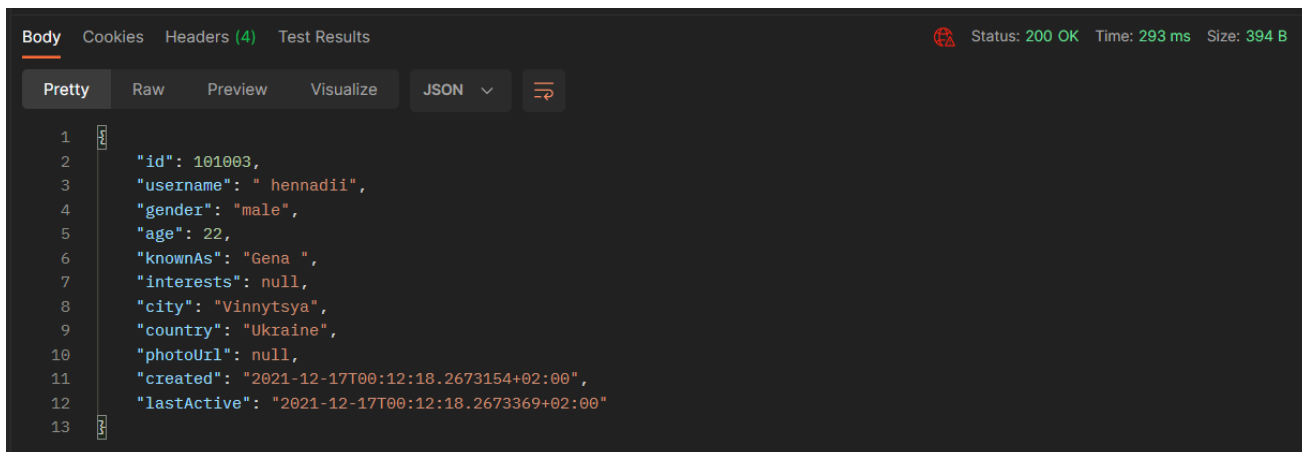 Body Cookies Headers (4) Test Results Status: 200 OK Time: 293 ms Size: 394 B
Pretty Raw Preview Visualize JSON
1 {
2 "id": 101003,
3 "username": " hennadii",
4 "gender": "male",
5 "age": 22,
6 "knownAs": "Gena ",
7 "interests": null,
8 "city": "Vinnytsya",
9 "country": "Ukraine",
10 "photoUrl": null,
11 "created": "2021-12-17T00:12:18.2673154+02:00",
12 "lastActive": "2021-12-17T00:12:18.2673369+02:00"
13 }